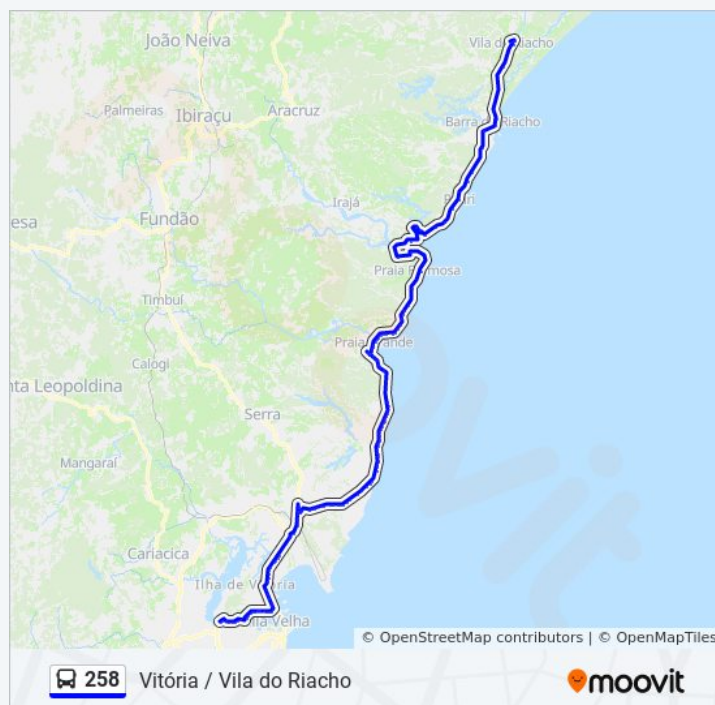 João Neiva
Vila do Riacho
Palmeiras
Aracruz
Ibiraçu
Barra do Riacho
Irajá
esa
Fundão
Praia Formosa
Timbuí
Praia Grande
Calogi
nta Leopoldina
Serra
Mangaraí
Cariacica
Ilha de Vitória
Vila Velha
© OpenStreetMap contributors | © OpenMapTiles
258 Vitória / Vila do Riacho
moovit